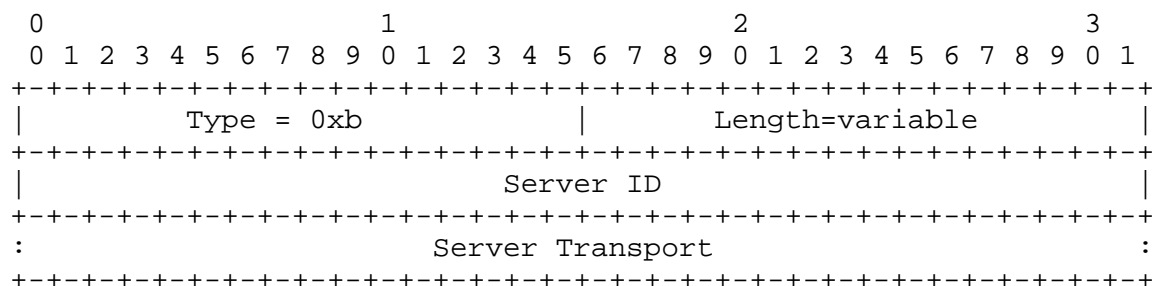 0                   1                   2                   3
 0 1 2 3 4 5 6 7 8 9 0 1 2 3 4 5 6 7 8 9 0 1 2 3 4 5 6 7 8 9 0 1
+-+-+-+-+-+-+-+-+-+-+-+-+-+-+-+-+-+-+-+-+-+-+-+-+-+-+-+-+-+-+-+-+
|         Type = 0xb            |       Length=variable         |
+-+-+-+-+-+-+-+-+-+-+-+-+-+-+-+-+-+-+-+-+-+-+-+-+-+-+-+-+-+-+-+-+
|                           Server ID                           |
+-+-+-+-+-+-+-+-+-+-+-+-+-+-+-+-+-+-+-+-+-+-+-+-+-+-+-+-+-+-+-+-+
:                       Server Transport                        :
+-+-+-+-+-+-+-+-+-+-+-+-+-+-+-+-+-+-+-+-+-+-+-+-+-+-+-+-+-+-+-+-+